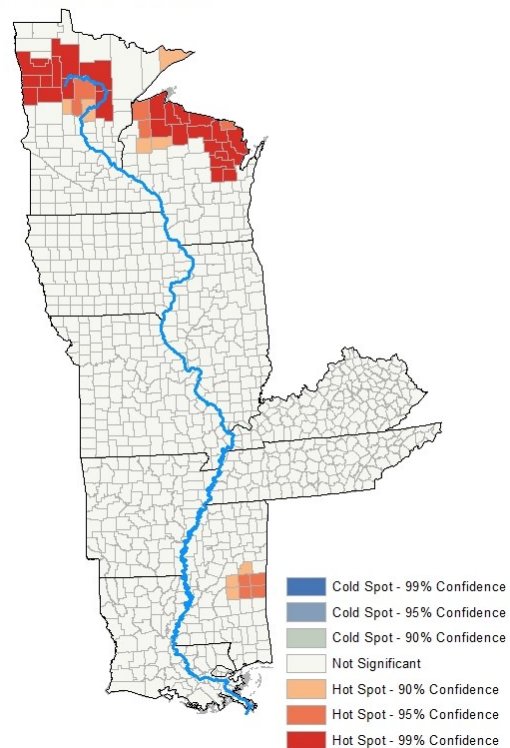 Cold Spot - 99% Confidence
Cold Spot - 95% Confidence
Cold Spot - 90% Confidence
Not Significant
Hot Spot - 90% Confidence
Hot Spot - 95% Confidence
Hot Spot - 99% Confidence